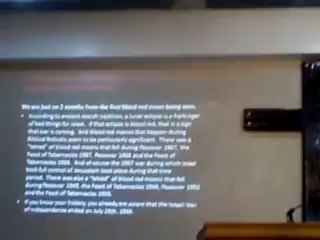 We are just on 2 months from the final blood red moon being seen.
• According to ancient Jewish tradition, a lunar eclipse is a harbinger
of bad things for Israel. If that eclipse is blood red, that is a sign
that war is coming. And blood red moons that happen during
Biblical festivals seem to be particularly significant. There was a
"tetrad" of blood red moons that fell during Passover 1967, the
Feast of Tabernacles 1967, Passover 1968 and the Feast of
Tabernacles 1968. And of course the 1967 war during which Israel
took full control of Jerusalem took place during that time
period. There was also a "tetrad" of blood red moons that fell
during Passover 1949, the Feast of Tabernacles 1949, Passover 1950
and the Feast of Tabernacles 1950.
• If you know your history, you already are aware that the Israeli War
of Independence ended on July 20th, 1949.